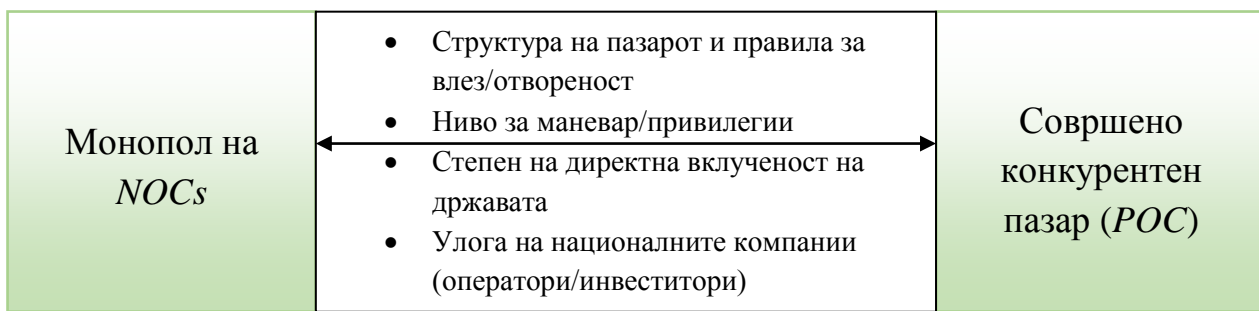 Монопол на
NOCs
• Структура на пазарот и правила за
влез/отвореност
• Ниво за маневар/привилегии
• Степен на директна вклученост на
државата
• Улога на националните компании
(оператори/инвеститори)
Совршено
конкурентен
пазар (POC)